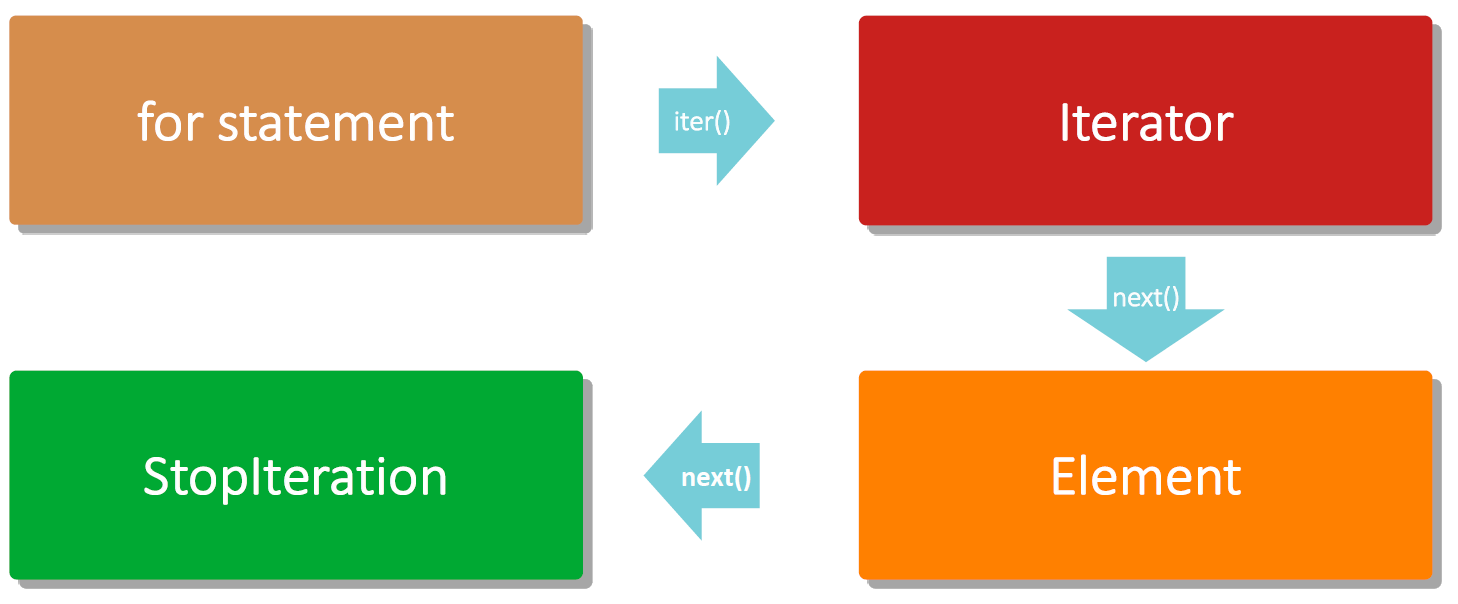 for statement
iter()
Iterator
next()
Element
next()
StopIteration